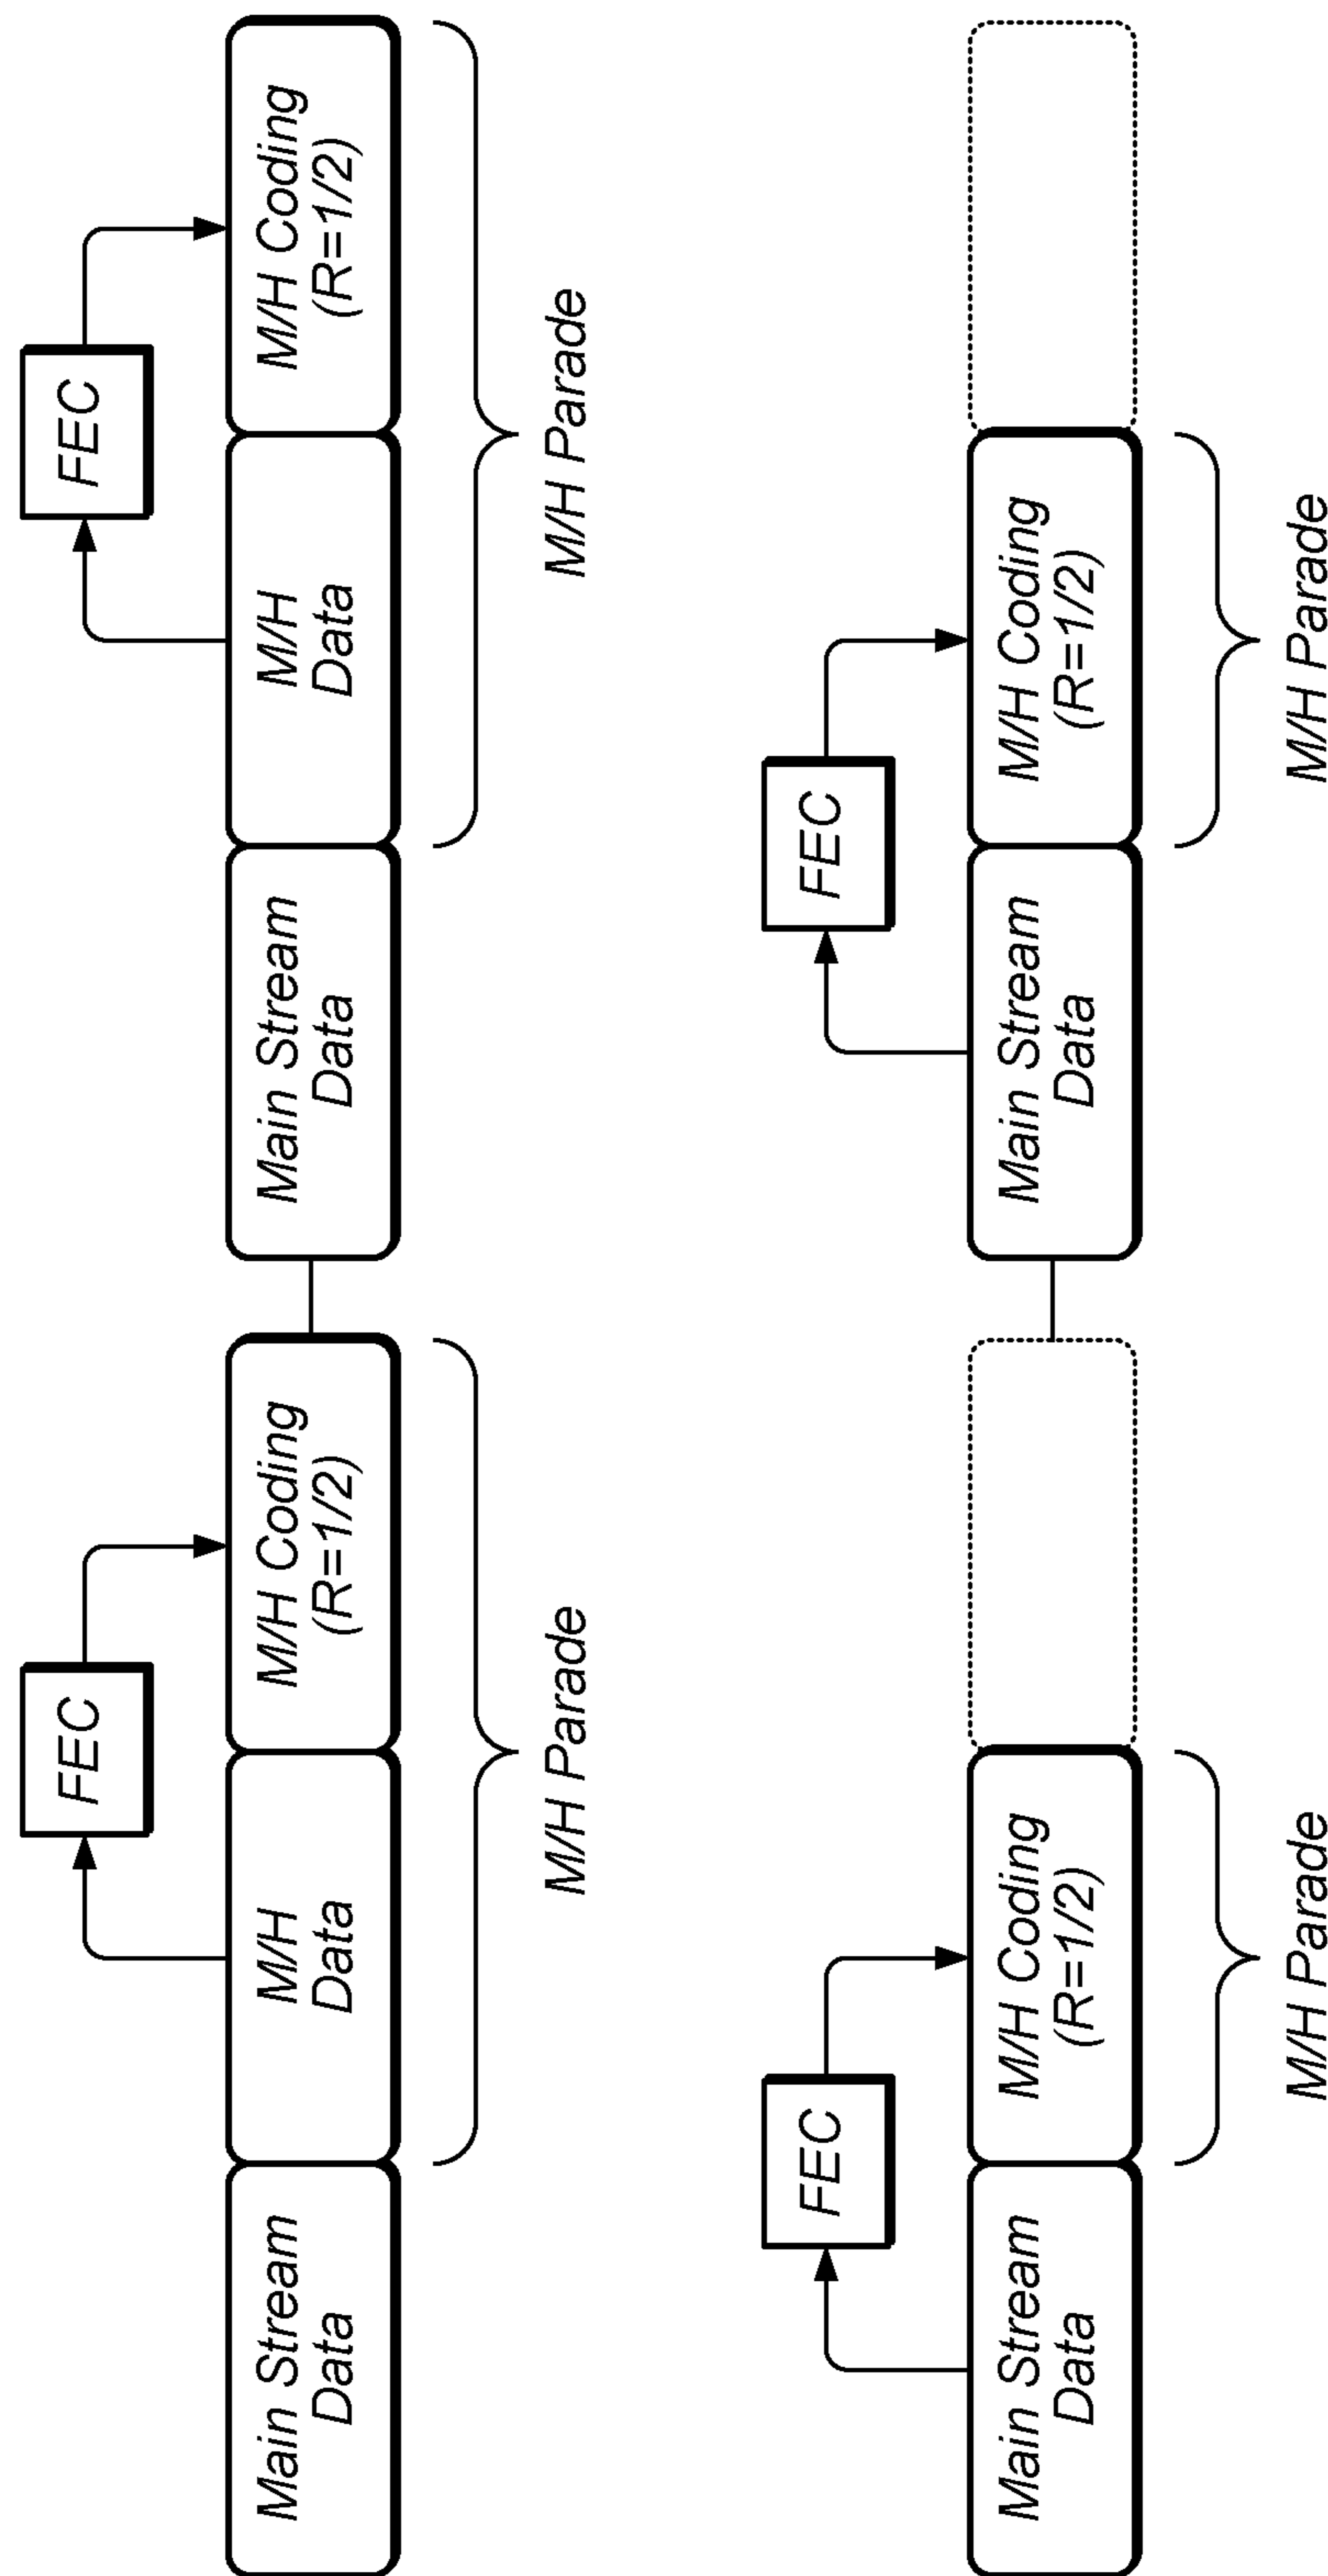 FEC
FEC
Main Stream
Data
M/H
Data
M/H Coding
(R=1/2)
Main Stream
Data
M/H
Data
M/H Coding
(R=1/2)
M/H Parade
M/H Parade
FEC
FEC
Main Stream
Data
M/H Coding
(R=1/2)
Main Stream
Data
M/H Coding
(R=1/2)
M/H Parade
M/H Parade